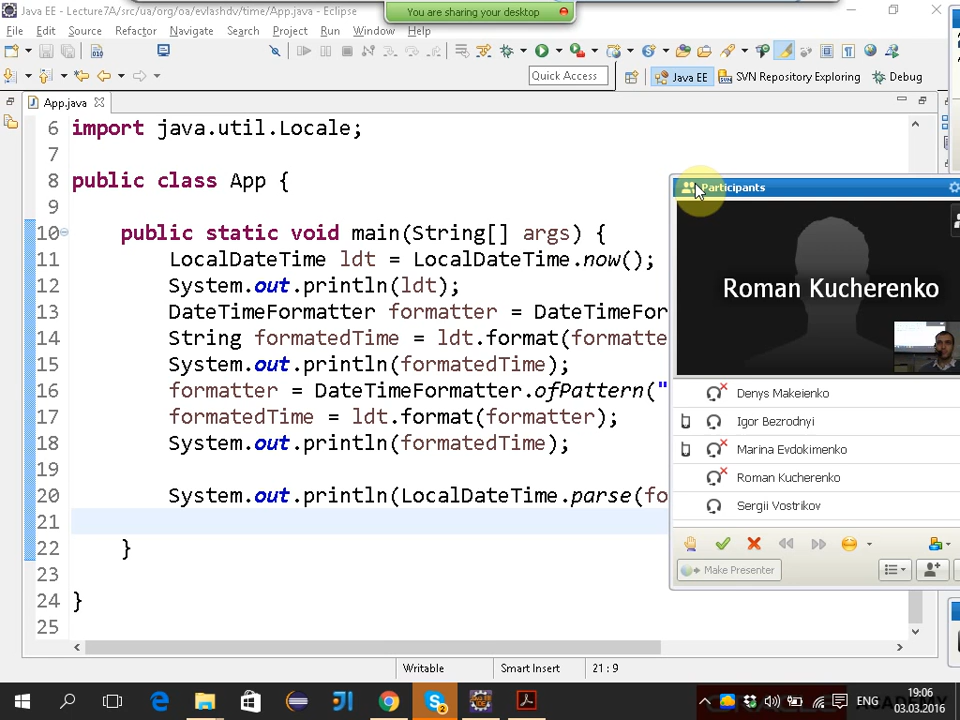 Java EE - Lecture7A/src/ua/org/oa/evlashdv/time/App.java - Eclipse
You are sharing your desktop
File Edit Source Refactor Navigate Search Project Run Window Help
Quick Access
Java EE
SVN Repository Exploring
Debug
App.java
6 import java.util.Locale;
7
8 public class App {
9
10 public static void main(String[] args) {
11 LocalDateTime ldt = LocalDateTime.now();
12 System.out.println(ldt);
13 DateTimeFormatter formatter = DateTimeFor
14 String formatedTime = ldt.format(formatte
15 System.out.println(formatedTime);
16 formatter = DateTimeFormatter.ofPattern("
17 formatedTime = ldt.format(formatter);
18 System.out.println(formatedTime);
19
20 System.out.println(LocalDateTime.parse(fo
21
22 }
23
24 }
25
Participants
Roman Kucherenko
Denys Makeienko
Igor Bezrodnyi
Marina Evdokimenko
Roman Kucherenko
Sergii Vostrikov
Make Presenter
Writable
Smart Insert
21 : 9
ENG
19:06
03.03.2016